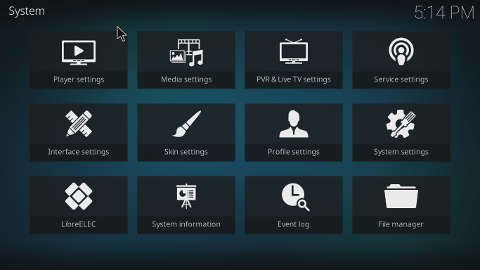 System
5:14 PM
Player settings
Media settings
PVR & Live TV settings
Service settings
Interface settings
Skin settings
Profile settings
System settings
LibreELEC
System information
Event log
File manager